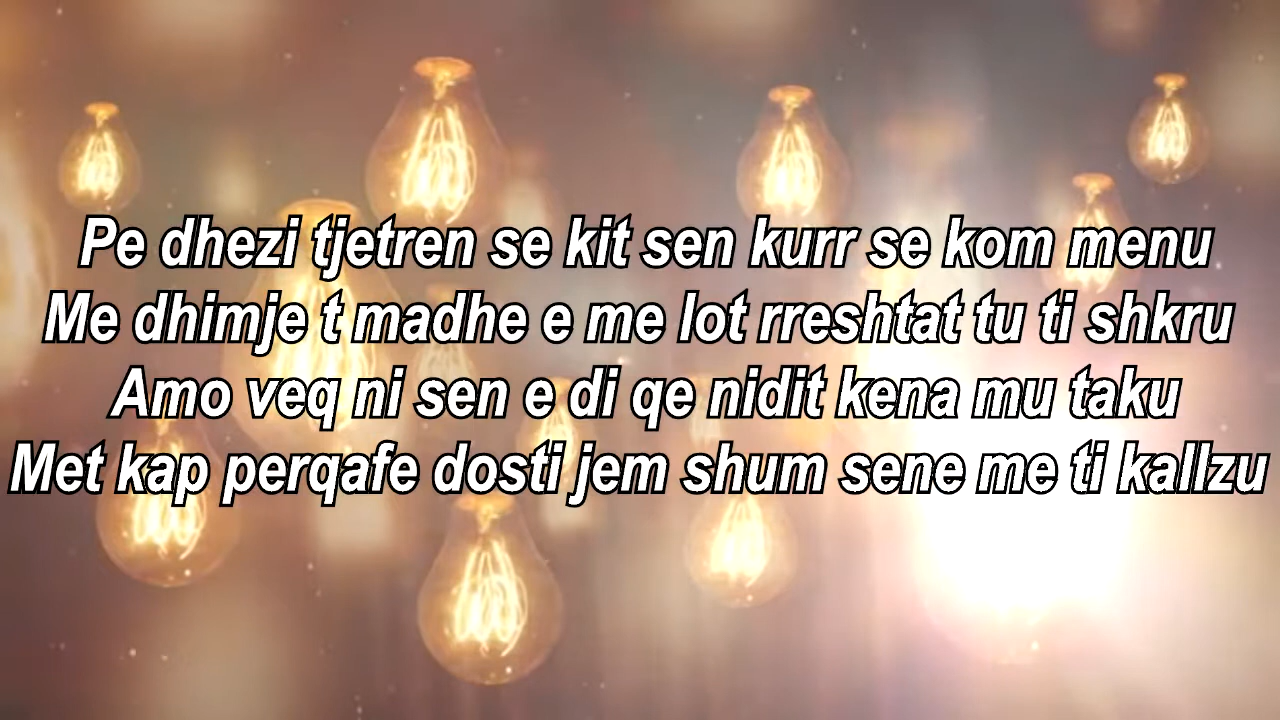 Pe dhezi tjetren se kit sen kurr se kom menu
Me dhimje t madhe e me lot rreshtat tu ti shkru
Amo veq ni sen e di qe nidit kena mu taku
Met kap perqafe dosti jem shum sene me ti kallzu